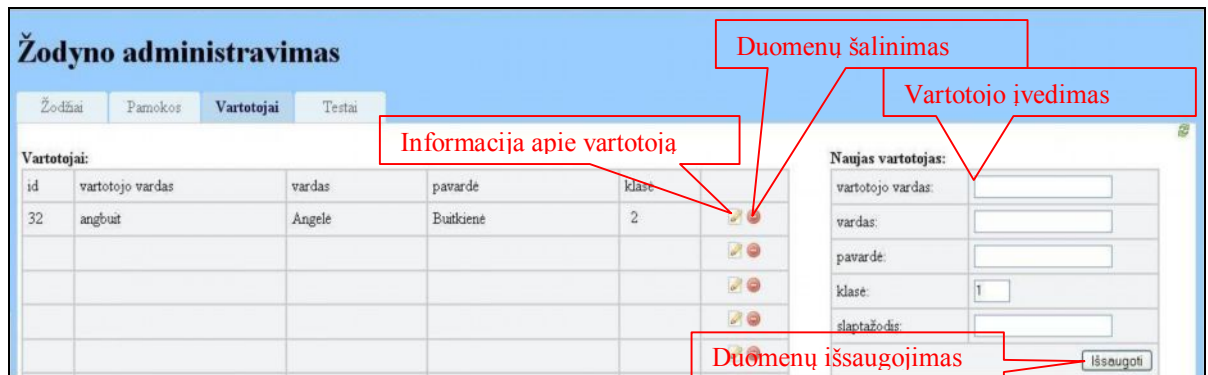 Žodyno administravimas
Duomenų šalinimas
Vartotojo įvedimas
Žodžiai Pamokos Vartotojai Testai
Informacija apie vartotoją
Vartotojai:
id vartotojo vardas vardas pavardė klasė
32 angbuit Angelė Buitkienė 2
Naujas vartotojas:
vartotojo vardas:
vardas:
pavardė:
klasė: 1
slaptažodis:
Duomenų išsaugojimas
Išsaugoti